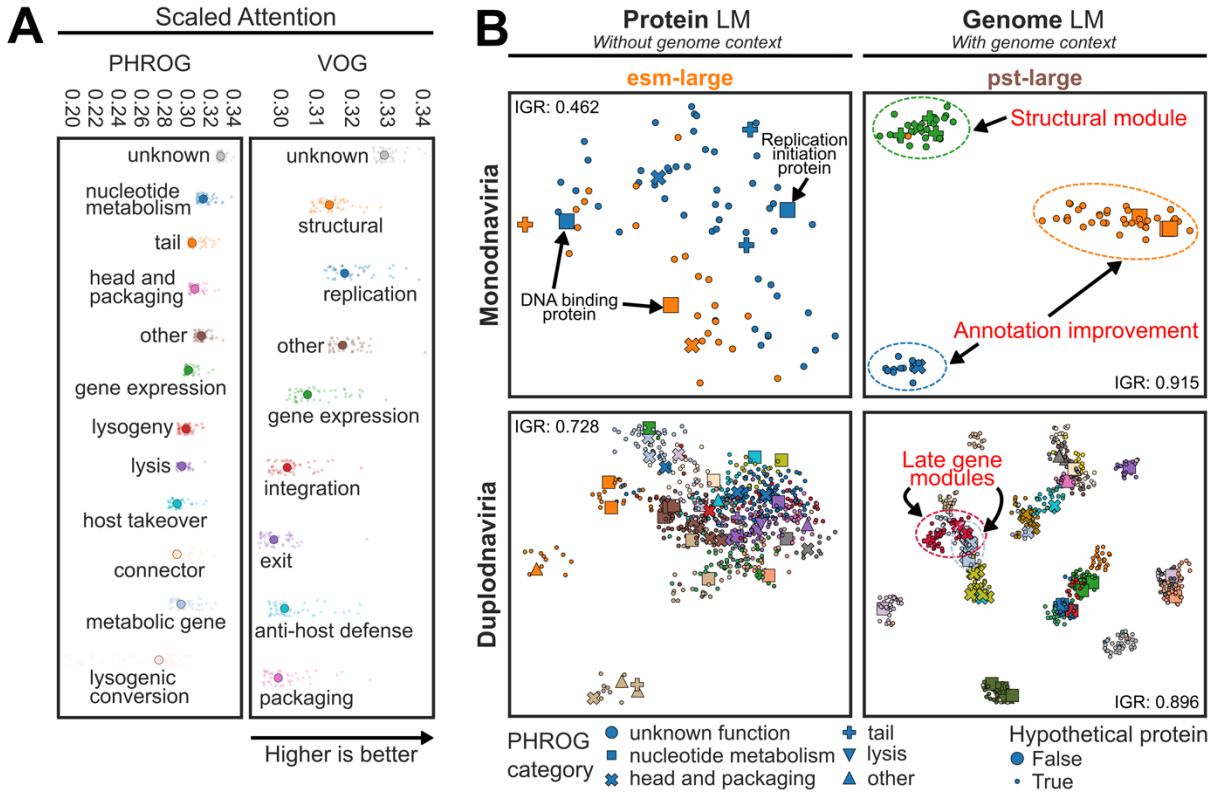 A
Scaled Attention
PHROG
VOG
0.20
0.22
0.24
0.26
0.28
0.30
0.32
0.34
0.30
0.31
0.32
0.33
0.34
unknown
nucleotide
metabolism
tail
head and
packaging
other
gene expression
lysogeny
lysis
host takeover
connector
metabolic gene
lysogenic
conversion
unknown
structural
replication
other
gene expression
integration
exit
anti-host defense
packaging
Higher is better
B
Protein LM
Without genome context
Genome LM
With genome context
esm-large
pst-large
Monodnaviria
IGR: 0.462
Replication
initiation
protein
DNA binding
protein
Structural module
Annotation improvement
IGR: 0.915
Duplodnaviria
IGR: 0.728
Late gene
modules
IGR: 0.896
PHROG
category
unknown function
nucleotide metabolism
head and packaging
tail
lysis
other
Hypothetical protein
False
True